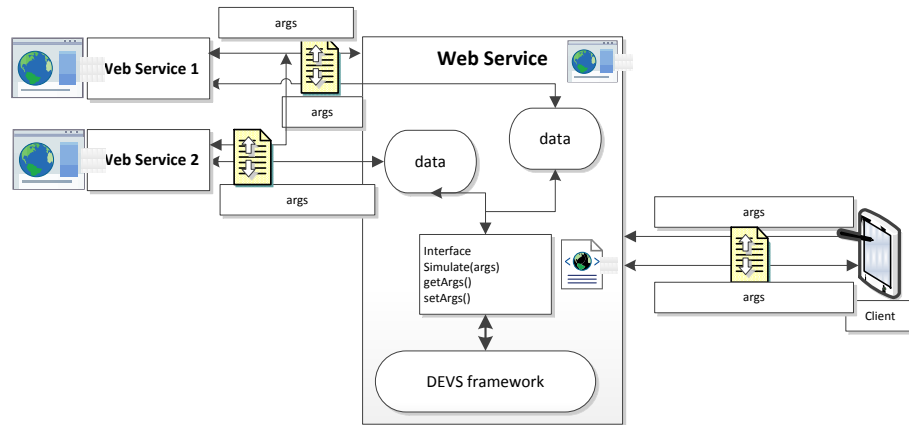 args
Web Service 1
Web Service
args
data
Web Service 2
data
args
args
Interface
Simulate(args)
getArgs()
setArgs()
args
Client
DEVS framework